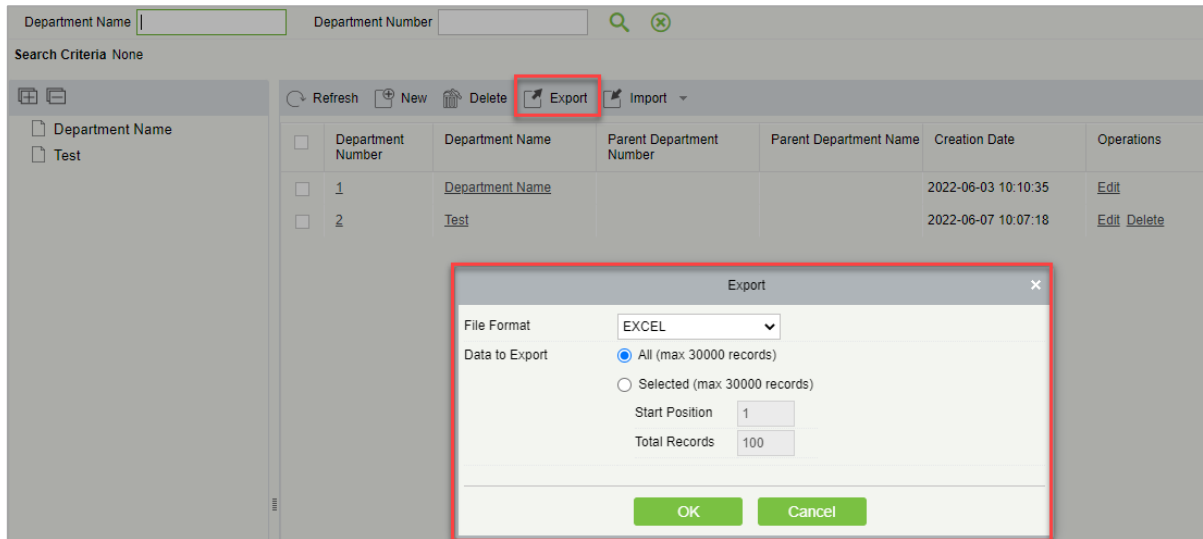 Department Name Department Number
Search Criteria None
Refresh New Delete Export Import
Department Name
Test
Department Number Department Name Parent Department Number Parent Department Name Creation Date Operations
1 Department Name 2022-06-03 10:10:35 Edit
2 Test 2022-06-07 10:07:18 Edit Delete
Export
File Format EXCEL
Data to Export All (max 30000 records)
Selected (max 30000 records)
Start Position 1
Total Records 100
OK Cancel